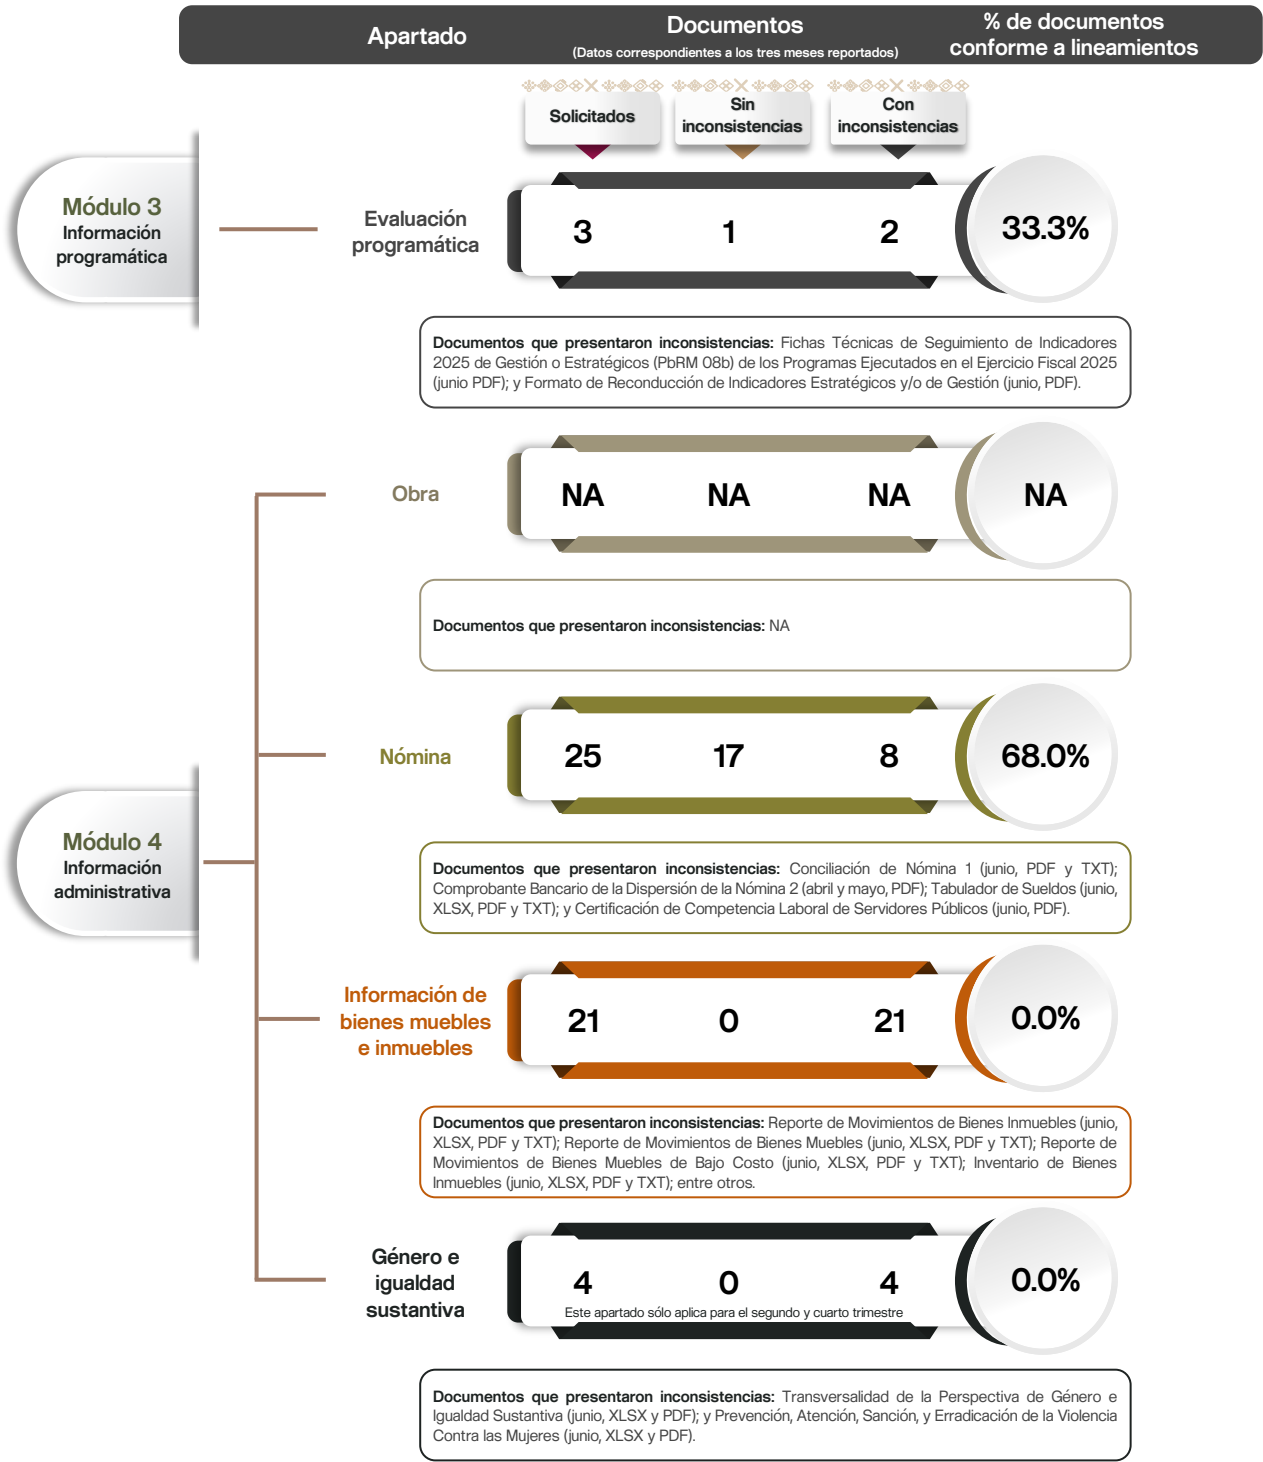 Apartado
Documentos
(Datos correspondientes a los tres meses reportados)
% de documentos
conforme a lineamientos
Solicitados
Sin
inconsistencias
Con
inconsistencias
Módulo 3
Información
programática
Evaluación
programática
3 1 2 33.3%
Documentos que presentaron inconsistencias: Fichas Técnicas de Seguimiento de Indicadores
2025 de Gestión o Estratégicos (PbRM 08b) de los Programas Ejecutados en el Ejercicio Fiscal 2025
(junio PDF); y Formato de Reconducción de Indicadores Estratégicos y/o de Gestión (junio, PDF).
Obra
NA NA NA NA
Documentos que presentaron inconsistencias: NA
Módulo 4
Información
administrativa
Nómina
25 17 8 68.0%
Documentos que presentaron inconsistencias: Conciliación de Nómina 1 (junio, PDF y TXT);
Comprobante Bancario de la Dispersión de la Nómina 2 (abril y mayo, PDF); Tabulador de Sueldos (junio,
XLSX, PDF y TXT); y Certificación de Competencia Laboral de Servidores Públicos (junio, PDF).
Información de
bienes muebles
e inmuebles
21 0 21 0.0%
Documentos que presentaron inconsistencias: Reporte de Movimientos de Bienes Inmuebles (junio,
XLSX, PDF y TXT); Reporte de Movimientos de Bienes Muebles (junio, XLSX, PDF y TXT); Reporte de
Movimientos de Bienes Muebles de Bajo Costo (junio, XLSX, PDF y TXT); Inventario de Bienes
Inmuebles (junio, XLSX, PDF y TXT); entre otros.
Género e
igualdad
sustantiva
4 0 4 0.0%
Este apartado sólo aplica para el segundo y cuarto trimestre
Documentos que presentaron inconsistencias: Transversalidad de la Perspectiva de Género e
Igualdad Sustantiva (junio, XLSX y PDF); y Prevención, Atención, Sanción, y Erradicación de la Violencia
Contra las Mujeres (junio, XLSX y PDF).